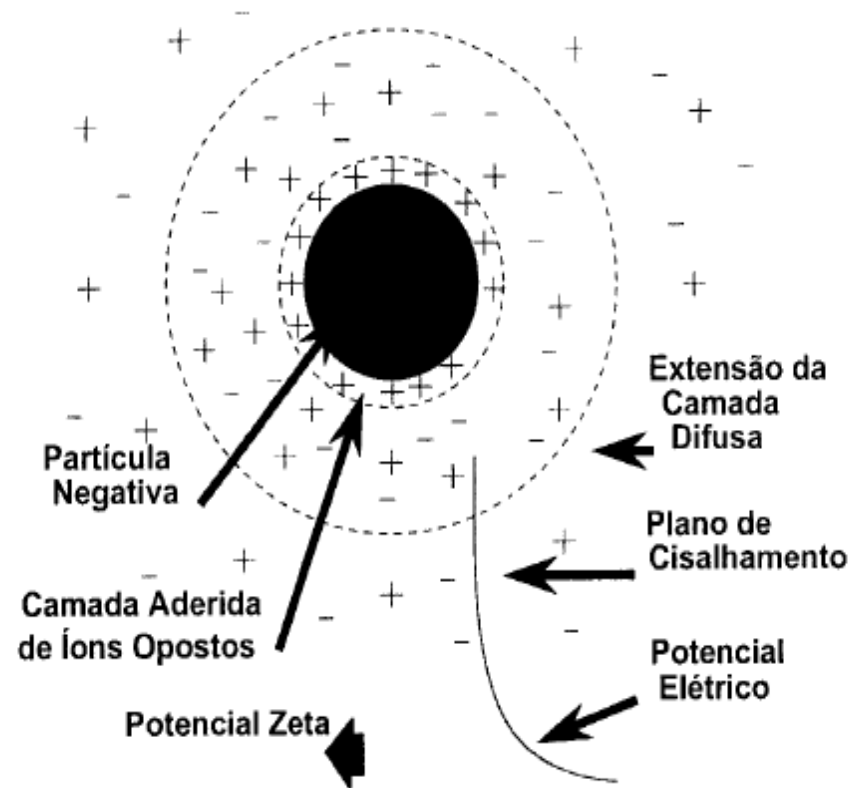 Extensão da
Camada
Difusa
Partícula
Negativa
Plano de
Cisalhamento
Camada Aderida
de Íons Opostos
Potencial
Elétrico
Potencial Zeta